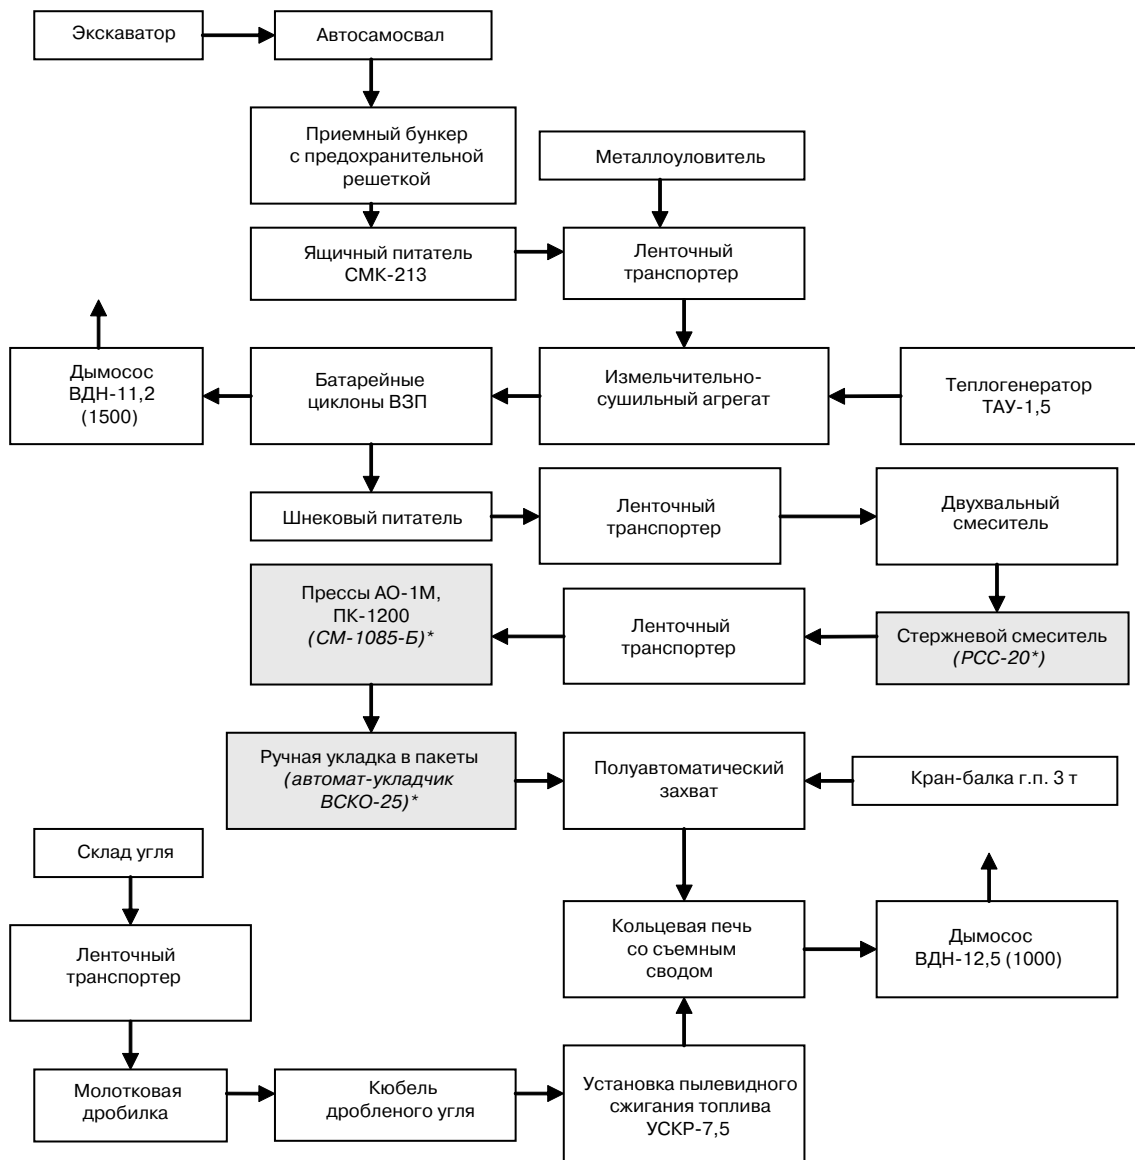 Экскаватор
Автосамосвал
Приемный бункер
с предохранительной
решеткой
Металлоуловитель
Ящичный питатель
СМК-213
Ленточный
транспортер
Дымосос
ВДН-11,2
(1500)
Батарейные
циклоны ВЗП
Измельчительно-
сушильный агрегат
Теплогенератор
ТАУ-1,5
Шнековый питатель
Ленточный
транспортер
Двухвальный
смеситель
Прессы АО-1М,
ПК-1200
(СМ-1085-Б)*
Ленточный
транспортер
Стержневой смеситель
(РСС-20*)
Ручная укладка в пакеты
(автомат-укладчик
ВСКО-25)*
Полуавтоматический
захват
Кран-балка г.п. 3 т
Склад угля
Ленточный
транспортер
Кольцевая печь
со съемным
сводом
Дымосос
ВДН-12,5 (1000)
Молотковая
дробилка
Кюбель
дробленого угля
Установка пылевидного
сжигания топлива
УСКР-7,5